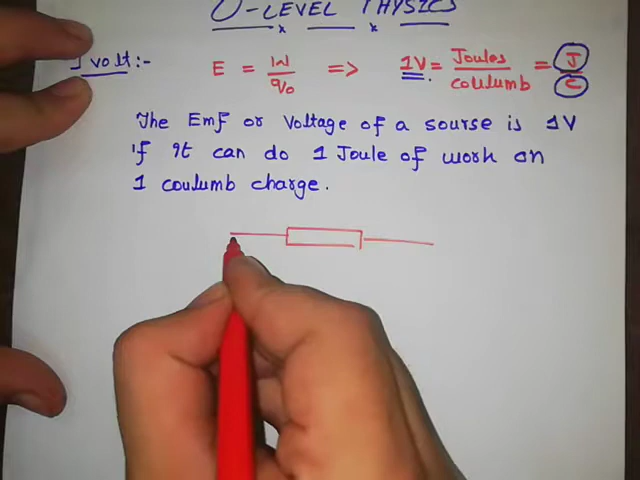 O-LEVEL PHYSICS
1 volt:- E = W/q₀ => 1V = Joules/coulumb = J/C
The Emf or Voltage of a sourse is 1V
if it can do 1 Joule of work on
1 coulumb charge.